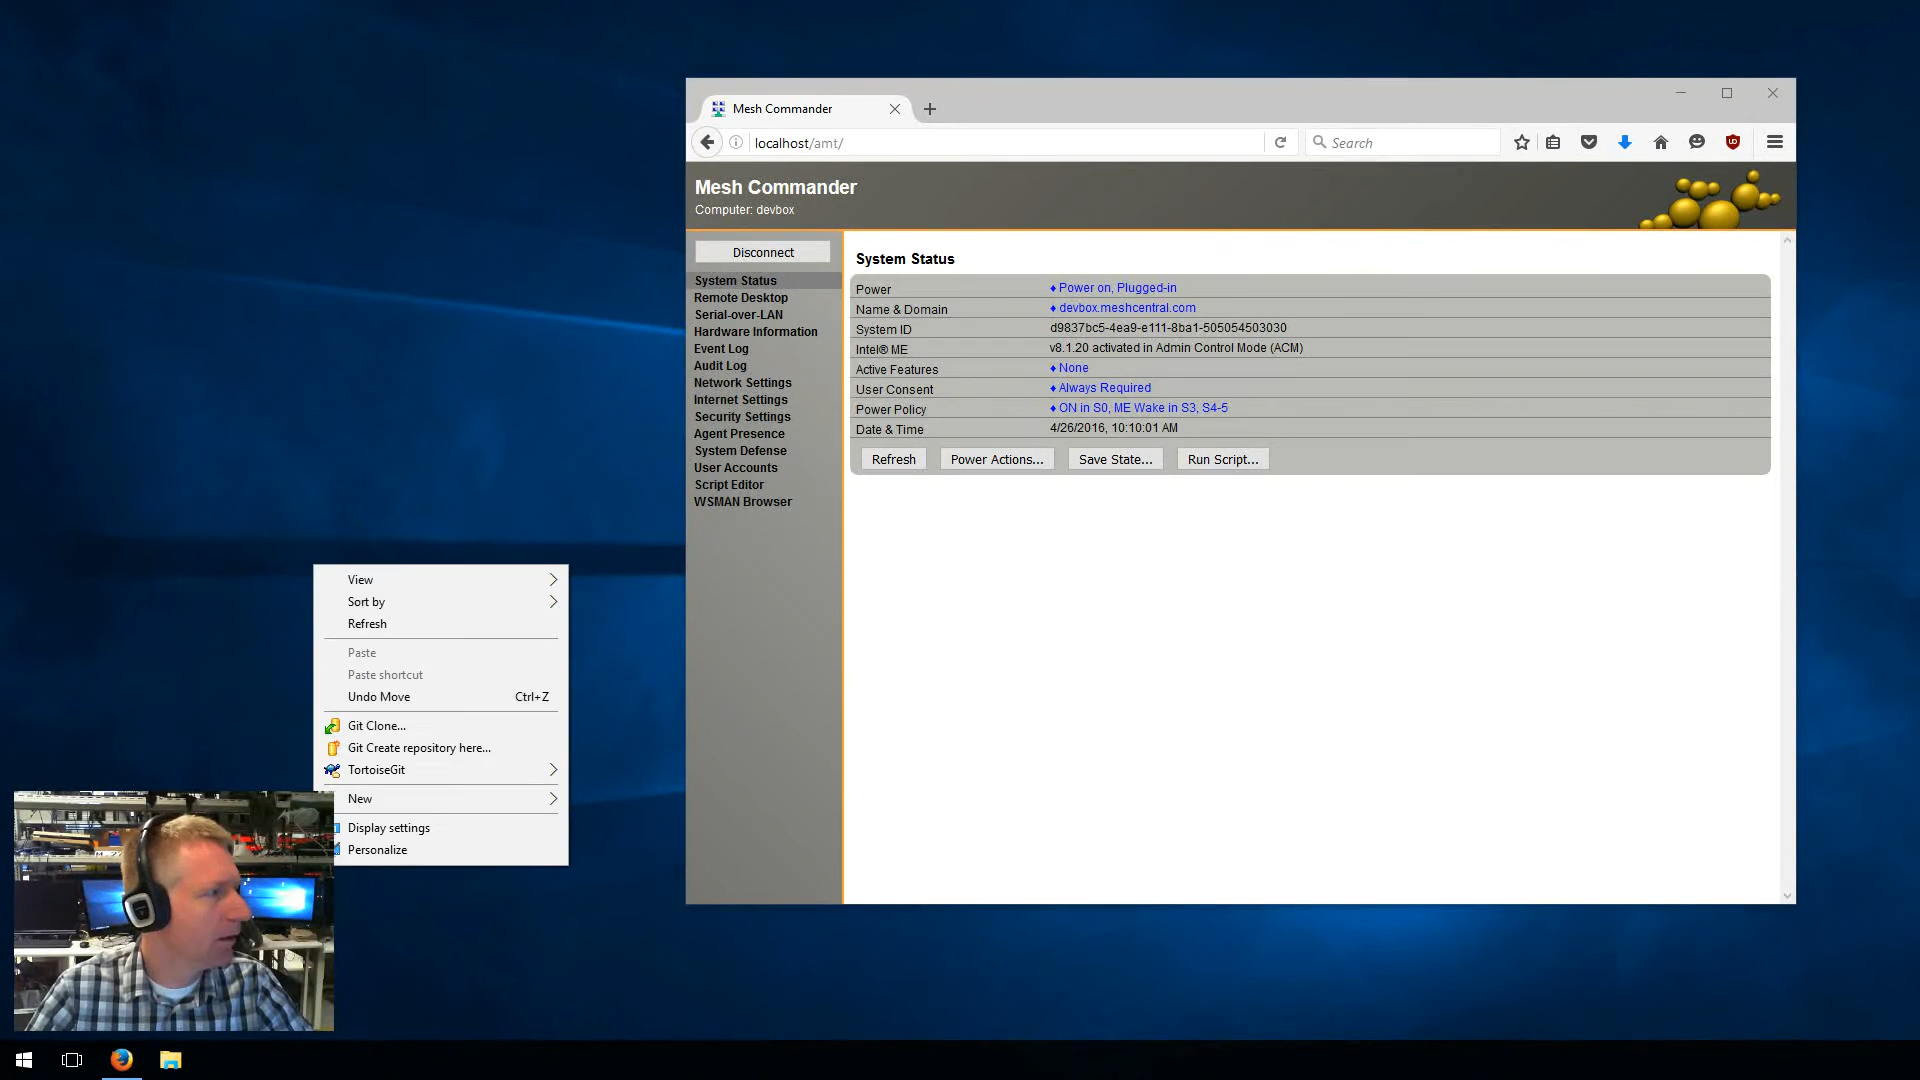 Mesh Commander
localhost/amt/
Search
Mesh Commander
Computer: devbox
Disconnect
System Status
Remote Desktop
Serial-over-LAN
Hardware Information
Event Log
Audit Log
Network Settings
Internet Settings
Security Settings
Agent Presence
System Defense
User Accounts
Script Editor
WSMAN Browser
System Status
Power ♦ Power on, Plugged-in
Name & Domain ♦ devbox.meshcentral.com
System ID d9837bc5-4ea9-e111-8ba1-505054503030
Intel® ME v8.1.20 activated in Admin Control Mode (ACM)
Active Features ♦ None
User Consent ♦ Always Required
Power Policy ♦ ON in S0, ME Wake in S3, S4-5
Date & Time 4/26/2016, 10:10:01 AM
Refresh Power Actions... Save State... Run Script...
View
Sort by
Refresh
Paste
Paste shortcut
Undo Move Ctrl+Z
Git Clone...
Git Create repository here...
TortoiseGit
New
Display settings
Personalize